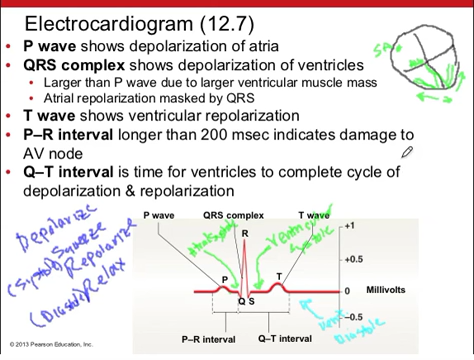 Electrocardiogram (12.7)
• P wave shows depolarization of atria
• QRS complex shows depolarization of ventricles
• Larger than P wave due to larger ventricular muscle mass
• Atrial repolarization masked by QRS
• T wave shows ventricular repolarization
• P–R interval longer than 200 msec indicates damage to
AV node
• Q–T interval is time for ventricles to complete cycle of
depolarization & repolarization
SA
Depolarize
(Systole) Squeeze
Repolarize
(Diastole) Relax
P wave
QRS complex
T wave
R
P
Q S
T
Ventricular
+1
+0.5
0
−0.5
Millivolts
Diastole
P–R interval
Q–T interval
© 2013 Pearson Education, Inc.